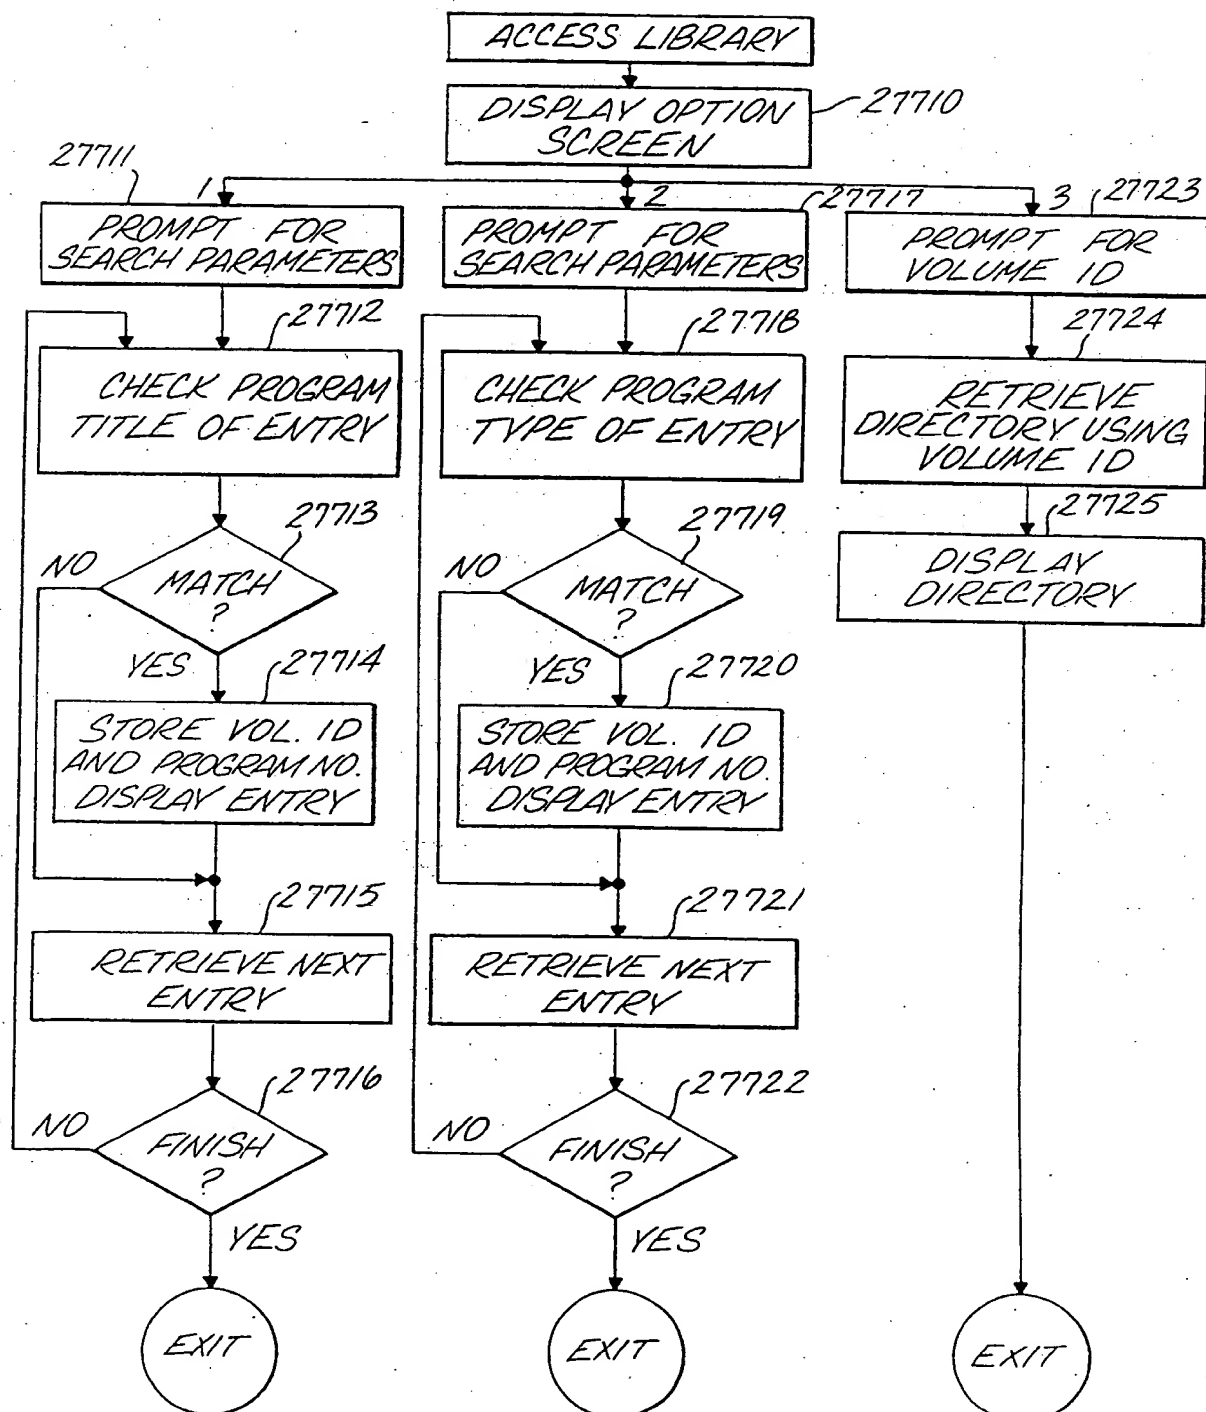 ACCESS LIBRARY
27710
DISPLAY OPTION
SCREEN
27711
1
PROMPT FOR
SEARCH PARAMETERS
27712
CHECK PROGRAM
TITLE OF ENTRY
27713
NO
MATCH
?
YES
27714
STORE VOL. ID
AND PROGRAM NO.
DISPLAY ENTRY
27715
RETRIEVE NEXT
ENTRY
27716
NO
FINISH
?
YES
EXIT
2
27717
PROMPT FOR
SEARCH PARAMETERS
27718
CHECK PROGRAM
TYPE OF ENTRY
27719
NO
MATCH
?
YES
27720
STORE VOL. ID
AND PROGRAM NO.
DISPLAY ENTRY
27721
RETRIEVE NEXT
ENTRY
27722
NO
FINISH
?
YES
EXIT
3
27723
PROMPT FOR
VOLUME ID
27724
RETRIEVE
DIRECTORY USING
VOLUME ID
27725
DISPLAY
DIRECTORY
EXIT